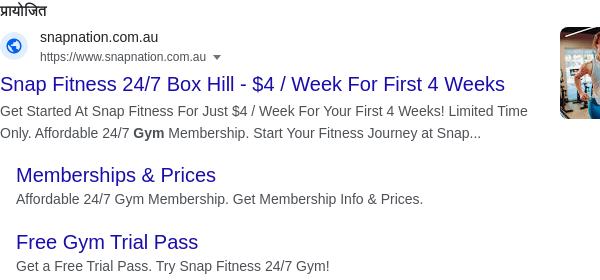 प्रायोजित
snapnation.com.au
https://www.snapnation.com.au
Snap Fitness 24/7 Box Hill - $4 / Week For First 4 Weeks
Get Started At Snap Fitness For Just $4 / Week For Your First 4 Weeks! Limited Time
Only. Affordable 24/7 Gym Membership. Start Your Fitness Journey at Snap...
Memberships & Prices
Affordable 24/7 Gym Membership. Get Membership Info & Prices.
Free Gym Trial Pass
Get a Free Trial Pass. Try Snap Fitness 24/7 Gym!